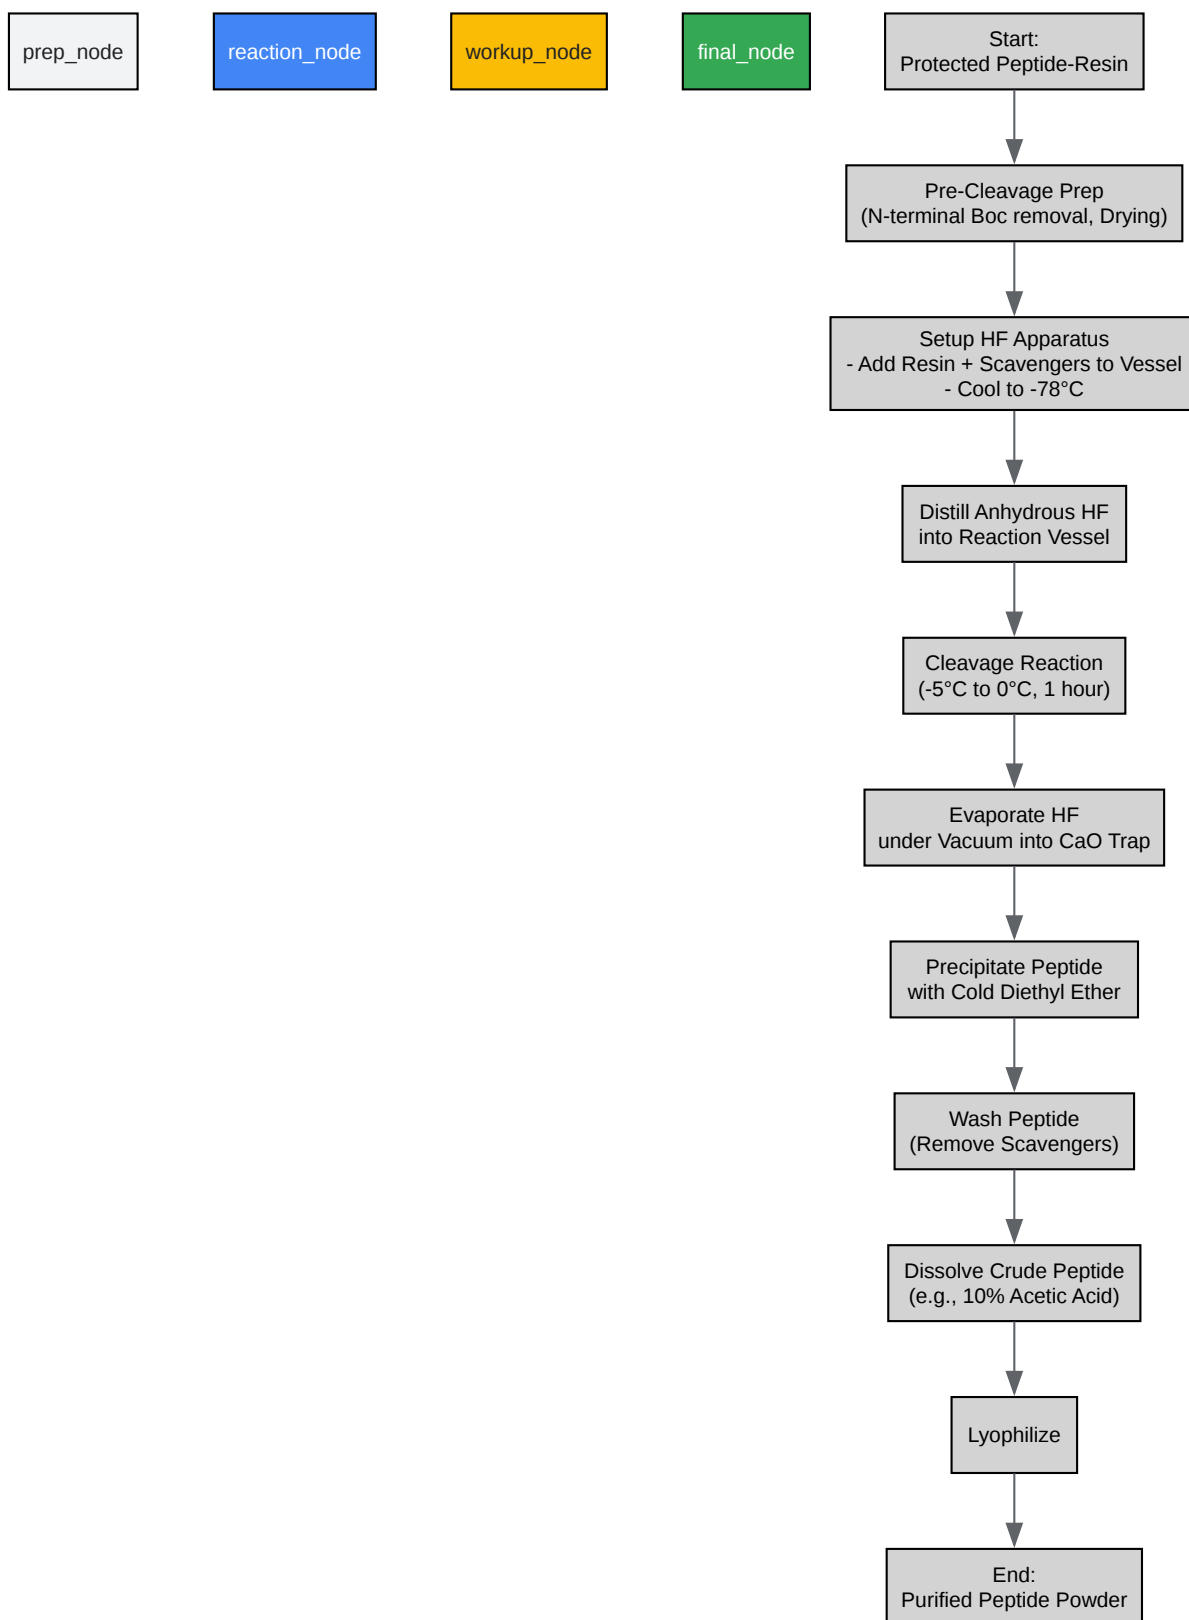 prep_node
reaction_node
workup_node
final_node
Start:
Protected Peptide-Resin
Pre-Cleavage Prep
(N-terminal Boc removal, Drying)
Setup HF Apparatus
- Add Resin + Scavengers to Vessel
- Cool to -78°C
Distill Anhydrous HF
into Reaction Vessel
Cleavage Reaction
(-5°C to 0°C, 1 hour)
Evaporate HF
under Vacuum into CaO Trap
Precipitate Peptide
with Cold Diethyl Ether
Wash Peptide
(Remove Scavengers)
Dissolve Crude Peptide
(e.g., 10% Acetic Acid)
Lyophilize
End:
Purified Peptide Powder